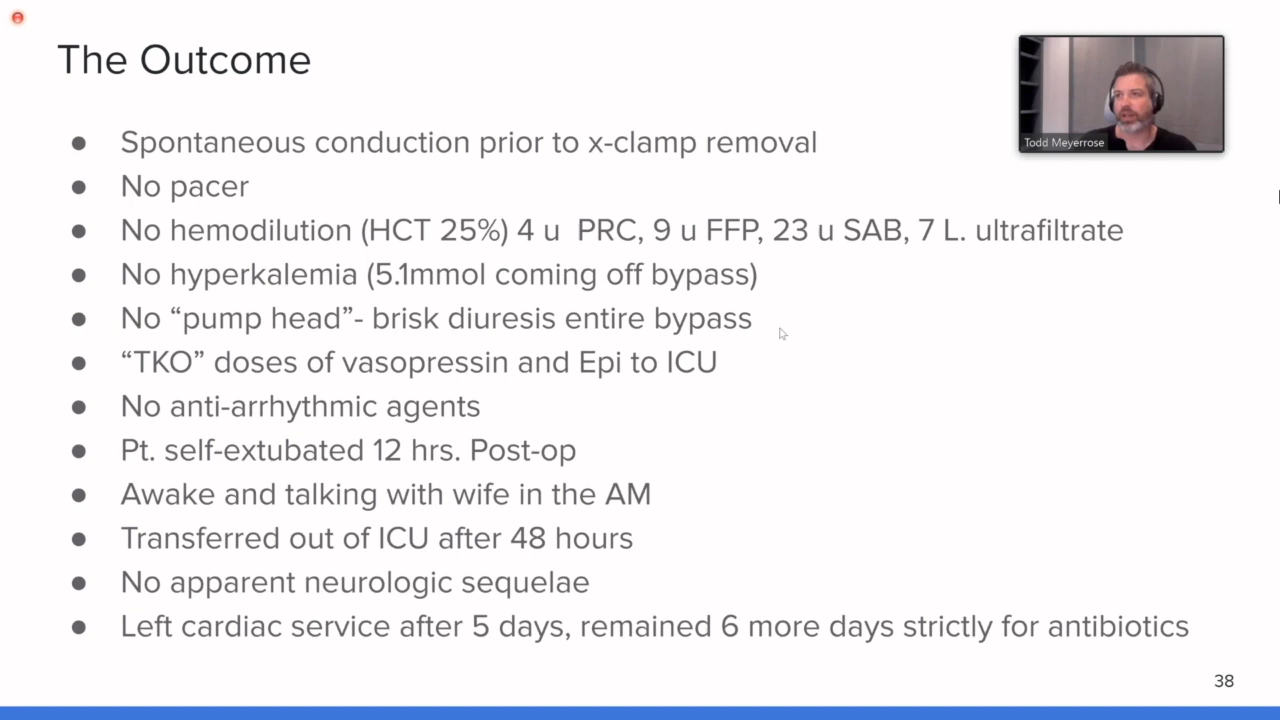 The Outcome
Todd Meyerrose
● Spontaneous conduction prior to x-clamp removal
● No pacer
● No hemodilution (HCT 25%) 4 u  PRC, 9 u FFP, 23 u SAB, 7 L. ultrafiltrate
● No hyperkalemia (5.1mmol coming off bypass)
● No “pump head”- brisk diuresis entire bypass
● “TKO” doses of vasopressin and Epi to ICU
● No anti-arrhythmic agents
● Pt. self-extubated 12 hrs. Post-op
● Awake and talking with wife in the AM
● Transferred out of ICU after 48 hours
● No apparent neurologic sequelae
● Left cardiac service after 5 days, remained 6 more days strictly for antibiotics
38